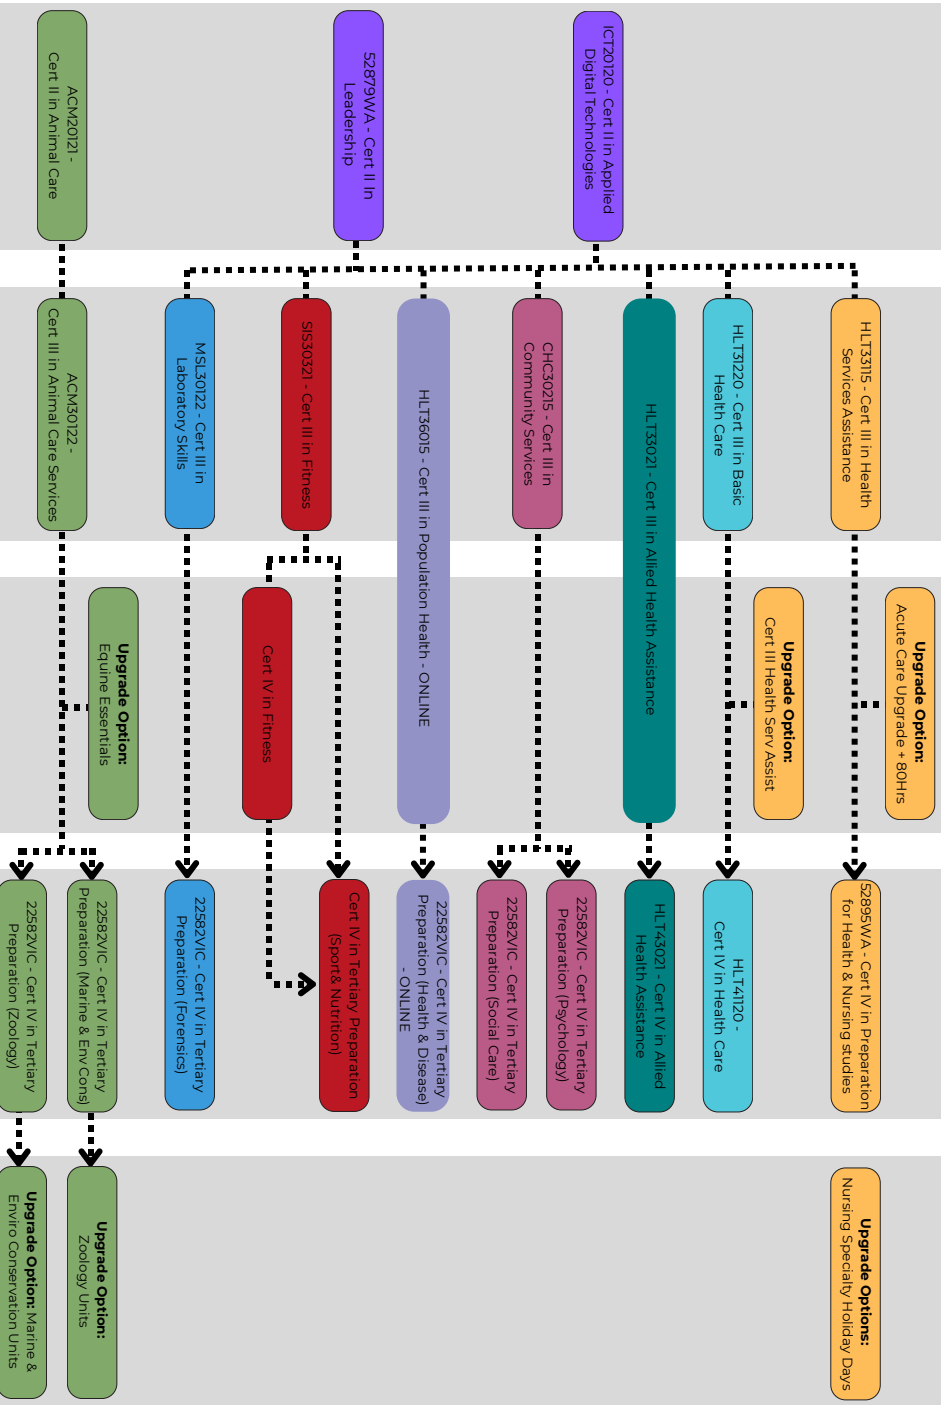 ICT20120 - Cert II in Applied
Digital Technologies
52879WA - Cert II In
Leadership
ACM20121 -
Cert II in Animal Care
HLT33115 - Cert III in Health
Services Assistance
HLT31220 - Cert III in Basic
Health Care
HLT33021 - Cert III in Allied Health Assistance
CHC30215 - Cert III in
Community Services
HLT36015 - Cert III in Population Health - ONLINE
SIS30321 - Cert III in Fitness
MSL30122 - Cert III in
Laboratory Skills
ACM30122 -
Cert III in Animal Care Services
Upgrade Option:
Acute Care Upgrade + 80Hrs
Upgrade Option:
Cert III Health Serv Assist
Cert IV in Fitness
Upgrade Option:
Equine Essentials
52895WA - Cert IV in Preparation
for Health & Nursing studies
HLT41120 -
Cert IV in Health Care
HLT43021 - Cert IV in Allied
Health Assistance
22582VIC - Cert IV in Tertiary
Preparation (Psychology)
22582VIC - Cert IV in Tertiary
Preparation (Social Care)
22582VIC - Cert IV in Tertiary
Preparation (Health & Disease)
- ONLINE
Cert IV in Tertiary Preparation
(Sport& Nutrition)
22582VIC - Cert IV in Tertiary
Preparation (Forensics)
22582VIC - Cert IV in Tertiary
Preparation (Marine & Env Cons)
22582VIC - Cert IV in Tertiary
Preparation (Zoology)
Upgrade Options:
Nursing Specialty Holiday Days
Upgrade Option:
Zoology Units
Upgrade Option: Marine &
Enviro Conservation Units